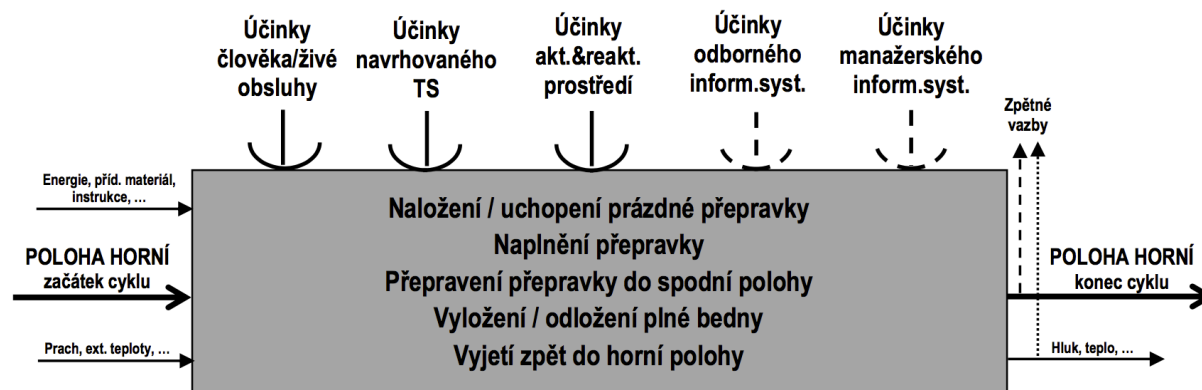 Účinky
člověka/živé
obsluhy
Účinky
navrhovaného
TS
Účinky
akt.&reakt.
prostředí
Účinky
odborného
inform.syst.
Účinky
manažerského
inform.syst.
Zpětné
vazby
Energie, příd. materiál,
instrukce, ...
POLOHA HORNÍ
začátek cyklu
Prach, ext. teploty, ...
Naložení / uchopení prázdné přepravky
Naplnění přepravky
Přepravení přepravky do spodní polohy
Vyložení / odložení plné bedny
Vyjetí zpět do horní polohy
POLOHA HORNÍ
konec cyklu
Hluk, teplo, ...